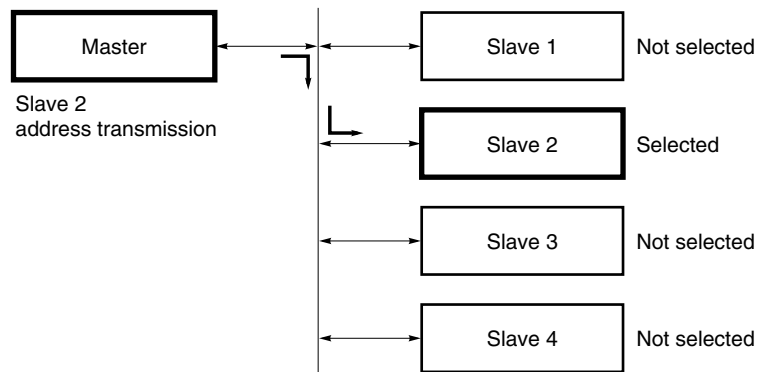 Master
Slave 2
address transmission
Slave 1
Not selected
Slave 2
Selected
Slave 3
Not selected
Slave 4
Not selected